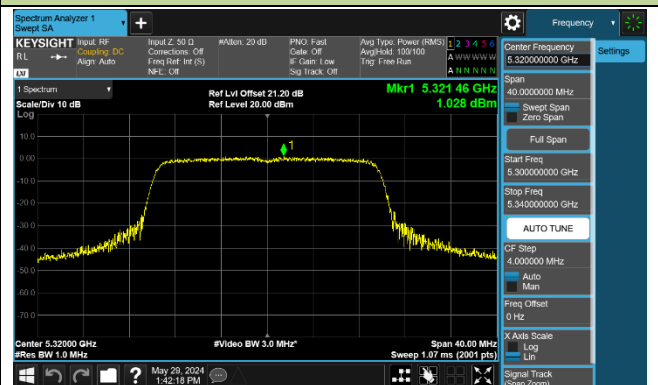 Spectrum Analyzer 1
Swept SA
Frequency
KEYSIGHT
RL
LXI
Input: RF
Coupling: DC
Align: Auto
Input Z: 50 Ω
Corrections: Off
Freq Ref: Int (S)
NFE: Off
#Atten: 20 dB
PNO: Fast
Gate: Off
IF Gain: Low
Sig Track: Off
Avg Type: Power (RMS)
Avg|Hold: 100/100
Trig: Free Run
1 2 3 4 5 6
A W W W W W
A N N N N N
Center Frequency
5.320000000 GHz
Settings
Span
40.0000000 MHz
Swept Span
Zero Span
Full Span
Start Freq
5.300000000 GHz
Stop Freq
5.340000000 GHz
AUTO TUNE
CF Step
4.000000 MHz
Auto
Man
Freq Offset
0 Hz
X Axis Scale
Log
Lin
Signal Track
(Span Zoom)
1 Spectrum
Scale/Div 10 dB
Log
Ref Lvl Offset 21.20 dB
Ref Level 20.00 dBm
Mkr1 5.321 46 GHz
1.028 dBm
1
10.0
0.00
-10.0
-20.0
-30.0
-40.0
-50.0
-60.0
-70.0
Center 5.32000 GHz
#Res BW 1.0 MHz
#Video BW 3.0 MHz*
Span 40.00 MHz
Sweep 1.07 ms (2001 pts)
?
May 29, 2024
1:42:18 PM